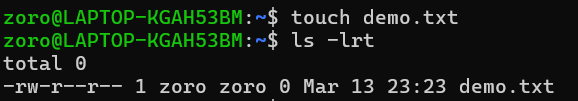 zoro@LAPTOP-KGAH53BM:~$ touch demo.txt
zoro@LAPTOP-KGAH53BM:~$ ls -lrt
total 0
-rw-r--r-- 1 zoro zoro 0 Mar 13 23:23 demo.txt